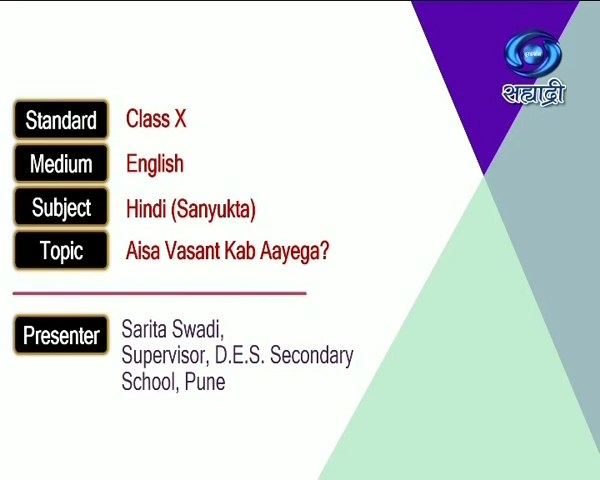 सह्याद्री
Standard Class X
Medium English
Subject Hindi (Sanyukta)
Topic Aisa Vasant Kab Aayega?
Presenter Sarita Swadi,
Supervisor, D.E.S. Secondary
School, Pune